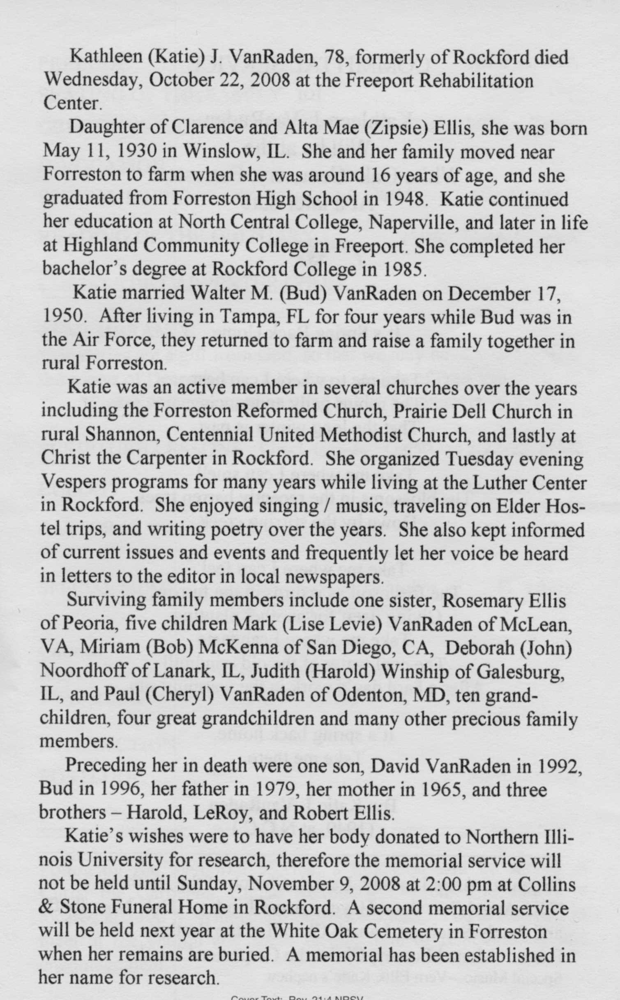 Kathleen (Katie) J. VanRaden, 78, formerly of Rockford died
Wednesday, October 22, 2008 at the Freeport Rehabilitation
Center.
Daughter of Clarence and Alta Mae (Zipsie) Ellis, she was born
May 11, 1930 in Winslow, IL. She and her family moved near
Forreston to farm when she was around 16 years of age, and she
graduated from Forreston High School in 1948. Katie continued
her education at North Central College, Naperville, and later in life
at Highland Community College in Freeport. She completed her
bachelor's degree at Rockford College in 1985.
Katie married Walter M. (Bud) VanRaden on December 17,
1950. After living in Tampa, FL for four years while Bud was in
the Air Force, they returned to farm and raise a family together in
rural Forreston.
Katie was an active member in several churches over the years
including the Forreston Reformed Church, Prairie Dell Church in
rural Shannon, Centennial United Methodist Church, and lastly at
Christ the Carpenter in Rockford. She organized Tuesday evening
Vespers programs for many years while living at the Luther Center
in Rockford. She enjoyed singing / music, traveling on Elder Hos-
tel trips, and writing poetry over the years. She also kept informed
of current issues and events and frequently let her voice be heard
in letters to the editor in local newspapers.
Surviving family members include one sister, Rosemary Ellis
of Peoria, five children Mark (Lise Levie) VanRaden of McLean,
VA, Miriam (Bob) McKenna of San Diego, CA, Deborah (John)
Noordhoff of Lanark, IL, Judith (Harold) Winship of Galesburg,
IL, and Paul (Cheryl) VanRaden of Odenton, MD, ten grand-
children, four great grandchildren and many other precious family
members.
Preceding her in death were one son, David VanRaden in 1992,
Bud in 1996, her father in 1979, her mother in 1965, and three
brothers – Harold, LeRoy, and Robert Ellis.
Katie's wishes were to have her body donated to Northern Illi-
nois University for research, therefore the memorial service will
not be held until Sunday, November 9, 2008 at 2:00 pm at Collins
& Stone Funeral Home in Rockford. A second memorial service
will be held next year at the White Oak Cemetery in Forreston
when her remains are buried. A memorial has been established in
her name for research.
Cover Text: Rev. 21:4 NRSV